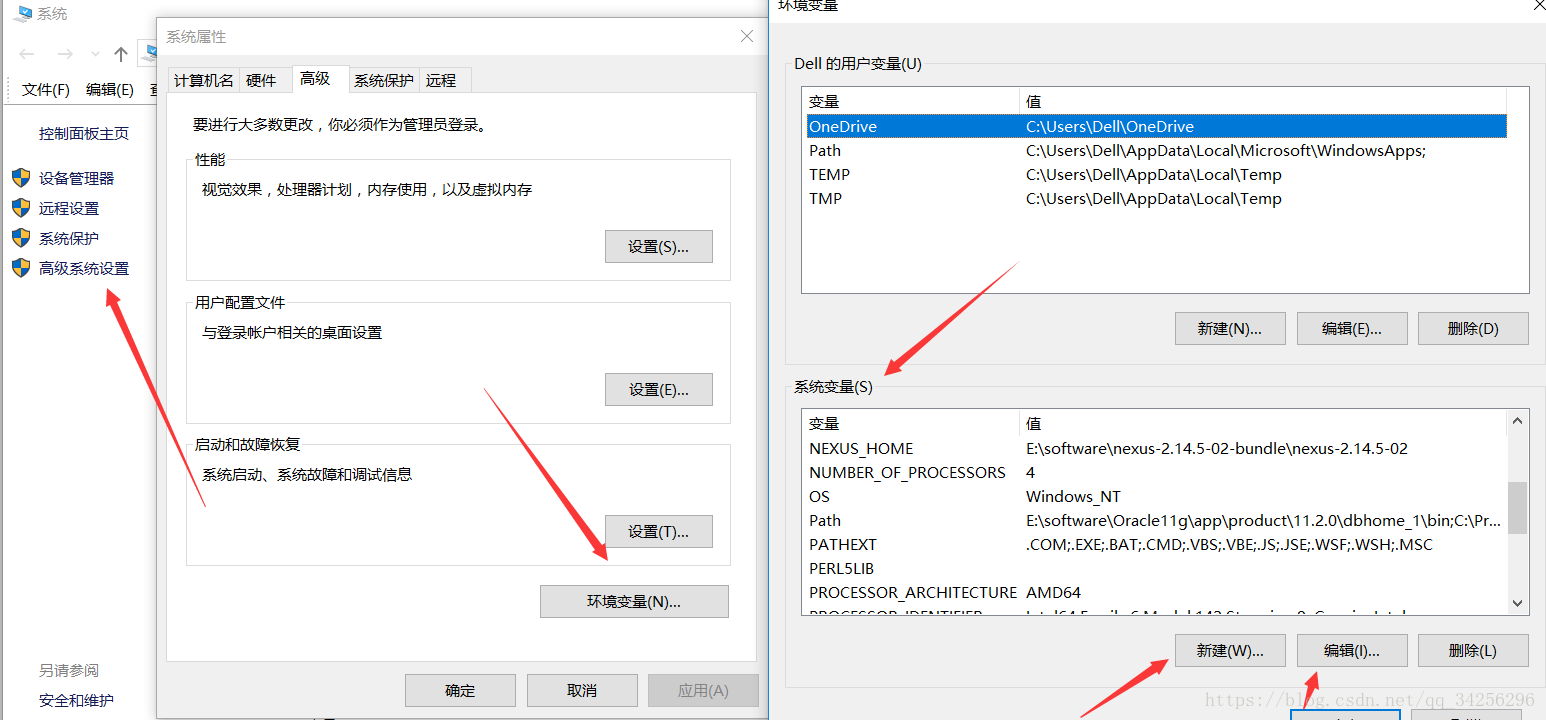 系统
文件(F) 编辑(E)
控制面板主页
设备管理器
远程设置
系统保护
高级系统设置
另请参阅
安全和维护
系统属性
计算机名 硬件 高级 系统保护 远程
要进行大多数更改，你必须作为管理员登录。
性能
视觉效果，处理器计划，内存使用，以及虚拟内存
设置(S)...
用户配置文件
与登录帐户相关的桌面设置
设置(E)...
启动和故障恢复
系统启动、系统故障和调试信息
设置(T)...
环境变量(N)...
确定 取消 应用(A)
环境变量
Dell 的用户变量(U)
变量 值
OneDrive C:\Users\Dell\OneDrive
Path C:\Users\Dell\AppData\Local\Microsoft\WindowsApps;
TEMP C:\Users\Dell\AppData\Local\Temp
TMP C:\Users\Dell\AppData\Local\Temp
新建(N)... 编辑(E)... 删除(D)
系统变量(S)
变量 值
NEXUS_HOME E:\software\nexus-2.14.5-02-bundle\nexus-2.14.5-02
NUMBER_OF_PROCESSORS 4
OS Windows_NT
Path E:\software\Oracle11g\app\product\11.2.0\dbhome_1\bin;C:\Pr...
PATHEXT .COM;.EXE;.BAT;.CMD;.VBS;.VBE;.JS;.JSE;.WSF;.WSH;.MSC
PERL5LIB
PROCESSOR_ARCHITECTURE AMD64
新建(W)... 编辑(I)... 删除(L)
https://blog.csdn.net/qq_34256296